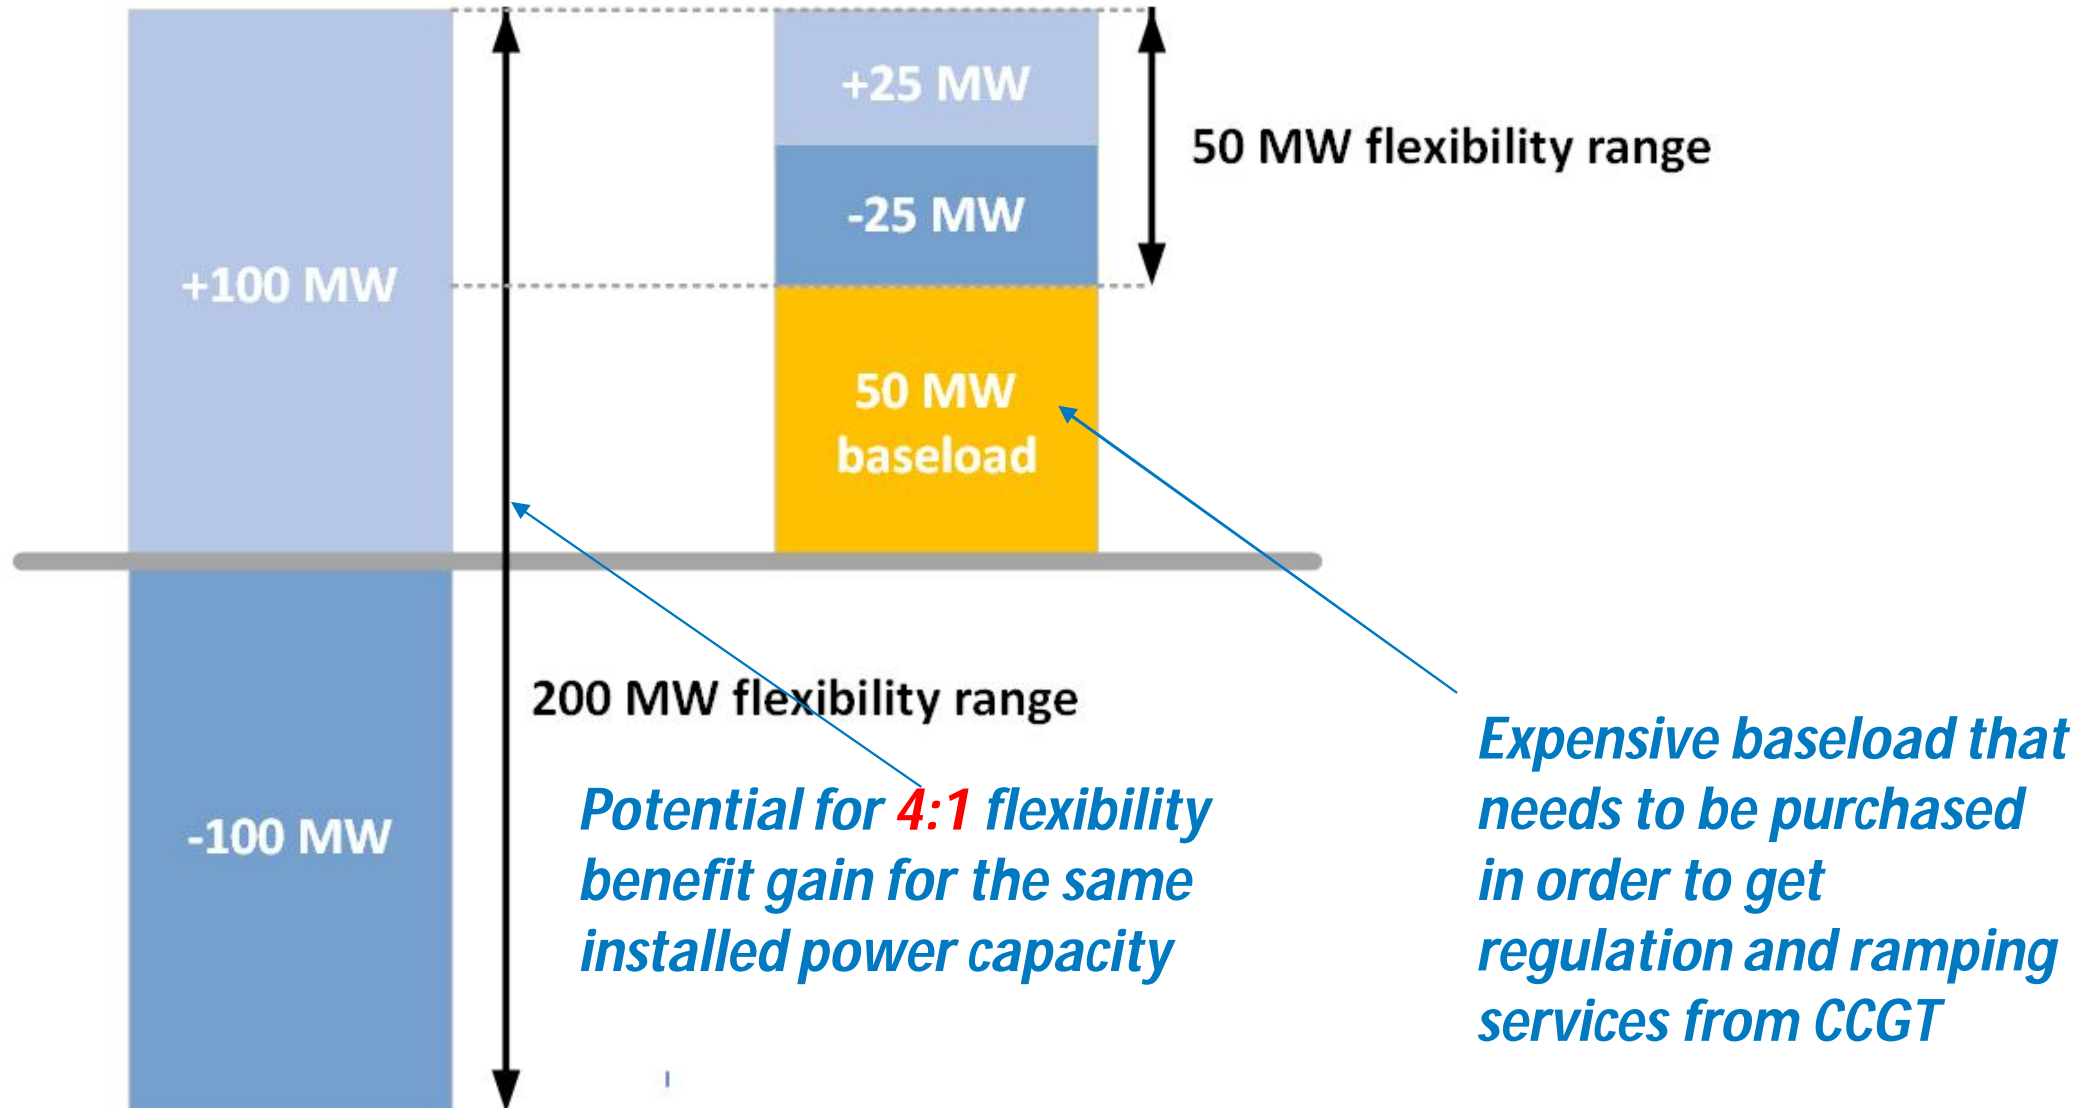 +100 MW
-100 MW
200 MW flexibility range
+25 MW
-25 MW
50 MW
baseload
50 MW flexibility range
Potential for 4:1 flexibility
benefit gain for the same
installed power capacity
Expensive baseload that
needs to be purchased
in order to get
regulation and ramping
services from CCGT